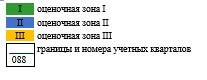 I оценочная зона I
II оценочная зона II
III оценочная зона III
границы и номера учетных кварталов
088